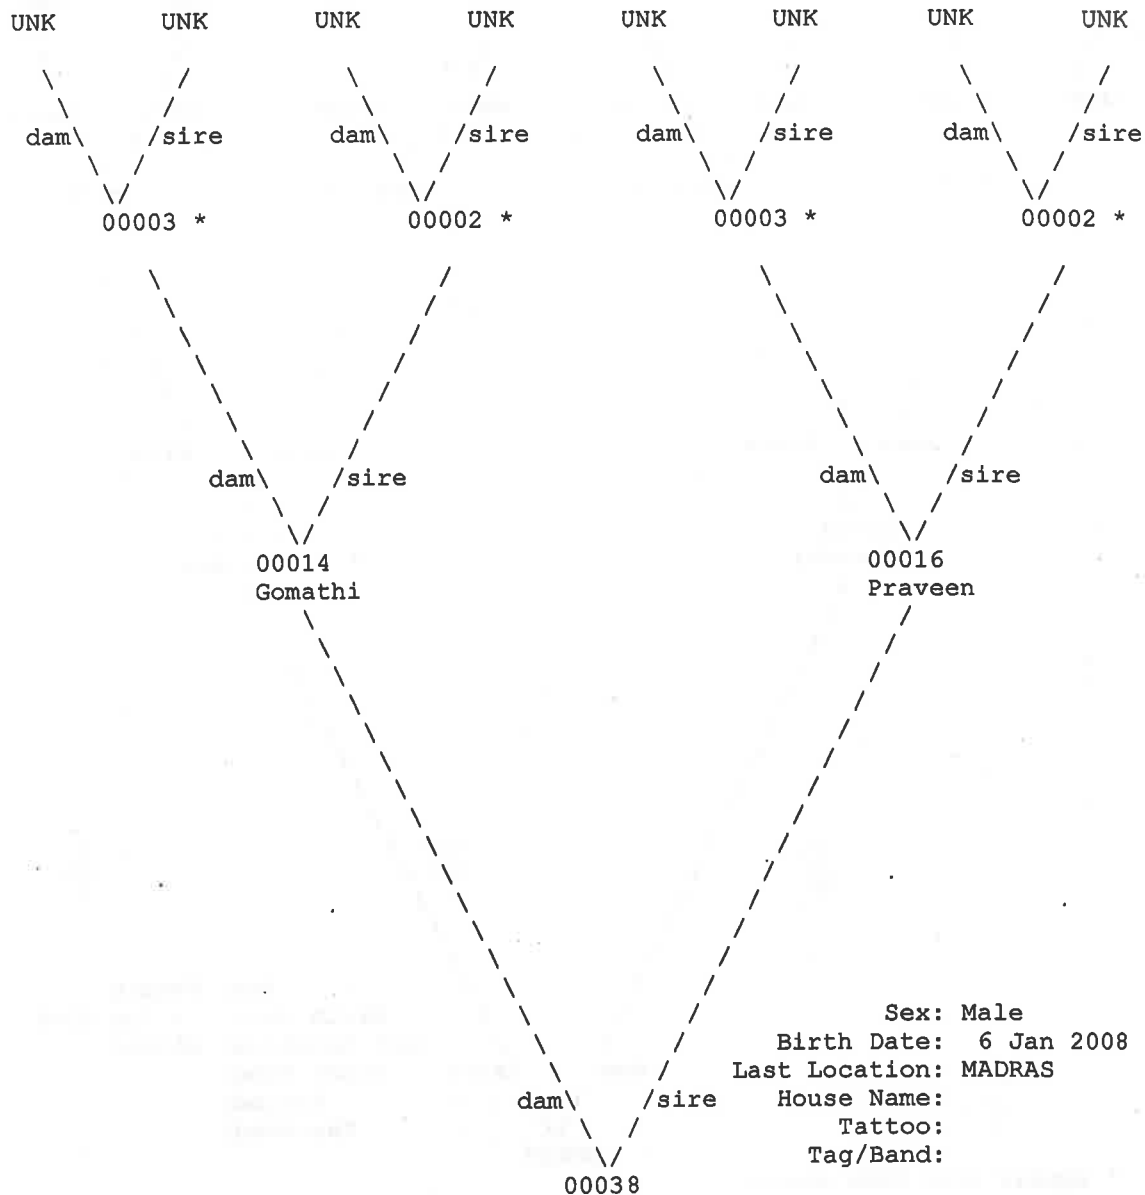 UNK UNK UNK UNK UNK UNK UNK UNK
dam sire dam sire dam sire dam sire
00003 * 00002 * 00003 * 00002 *
dam sire dam sire
00014 00016
Gomathi Praveen
Sex: Male
Birth Date: 6 Jan 2008
Last Location: MADRAS
dam sire House Name:
Tattoo:
Tag/Band:
00038